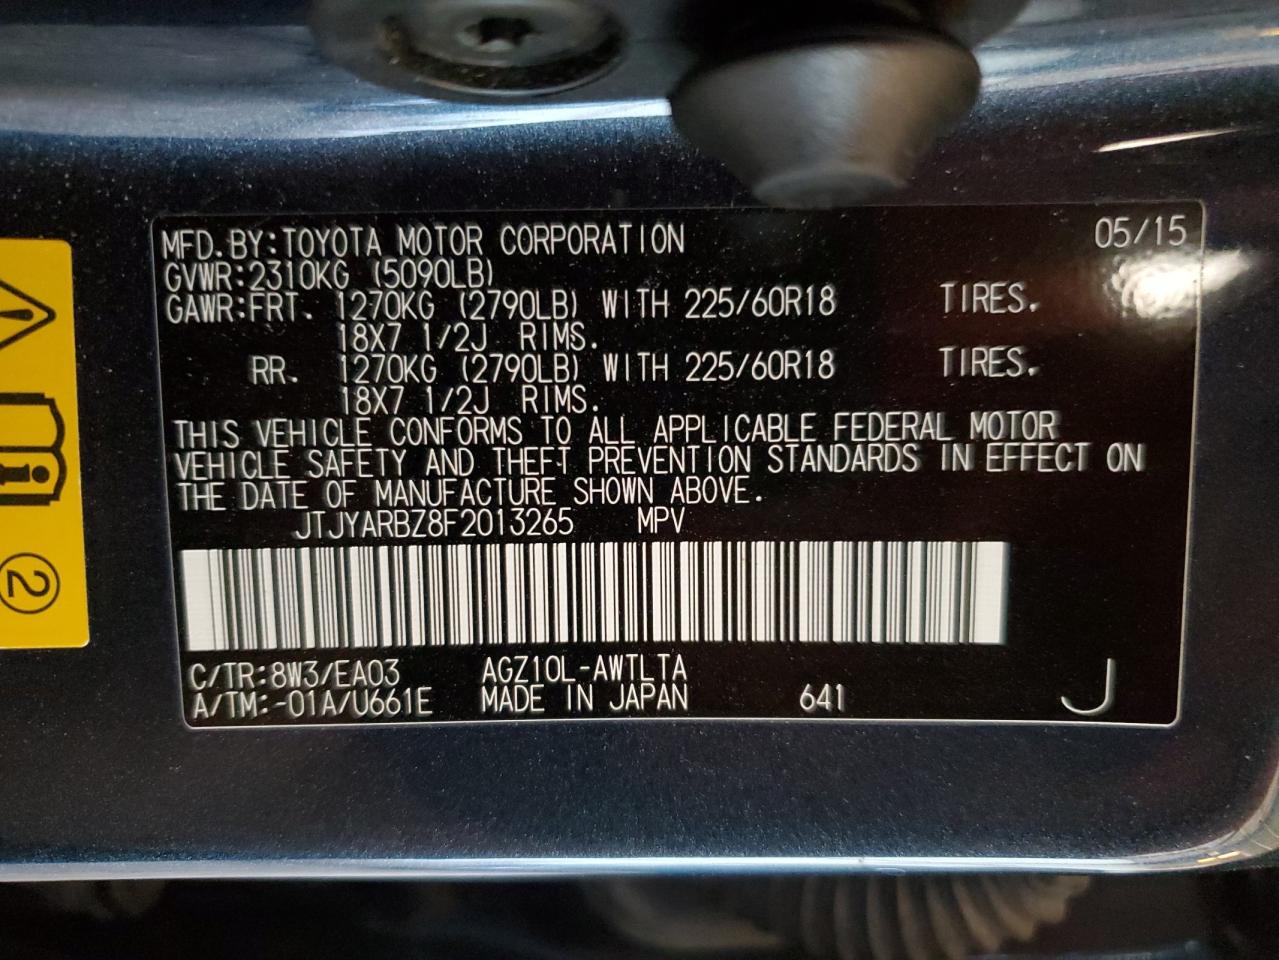 MFD.BY:TOYOTA MOTOR CORPORATION 05/15
GVWR:2310KG (5090LB)
GAWR:FRT. 1270KG (2790LB) WITH 225/60R18 TIRES.
18X7 1/2J RIMS.
RR. 1270KG (2790LB) WITH 225/60R18 TIRES.
18X7 1/2J RIMS.
THIS VEHICLE CONFORMS TO ALL APPLICABLE FEDERAL MOTOR
VEHICLE SAFETY AND THEFT PREVENTION STANDARDS IN EFFECT ON
THE DATE OF MANUFACTURE SHOWN ABOVE.
JTJYARBZ8F2013265 MPV
C/TR:8W3/EA03 AGZ10L-AWTLTA
A/TM:-01A/U661E MADE IN JAPAN 641 J
2